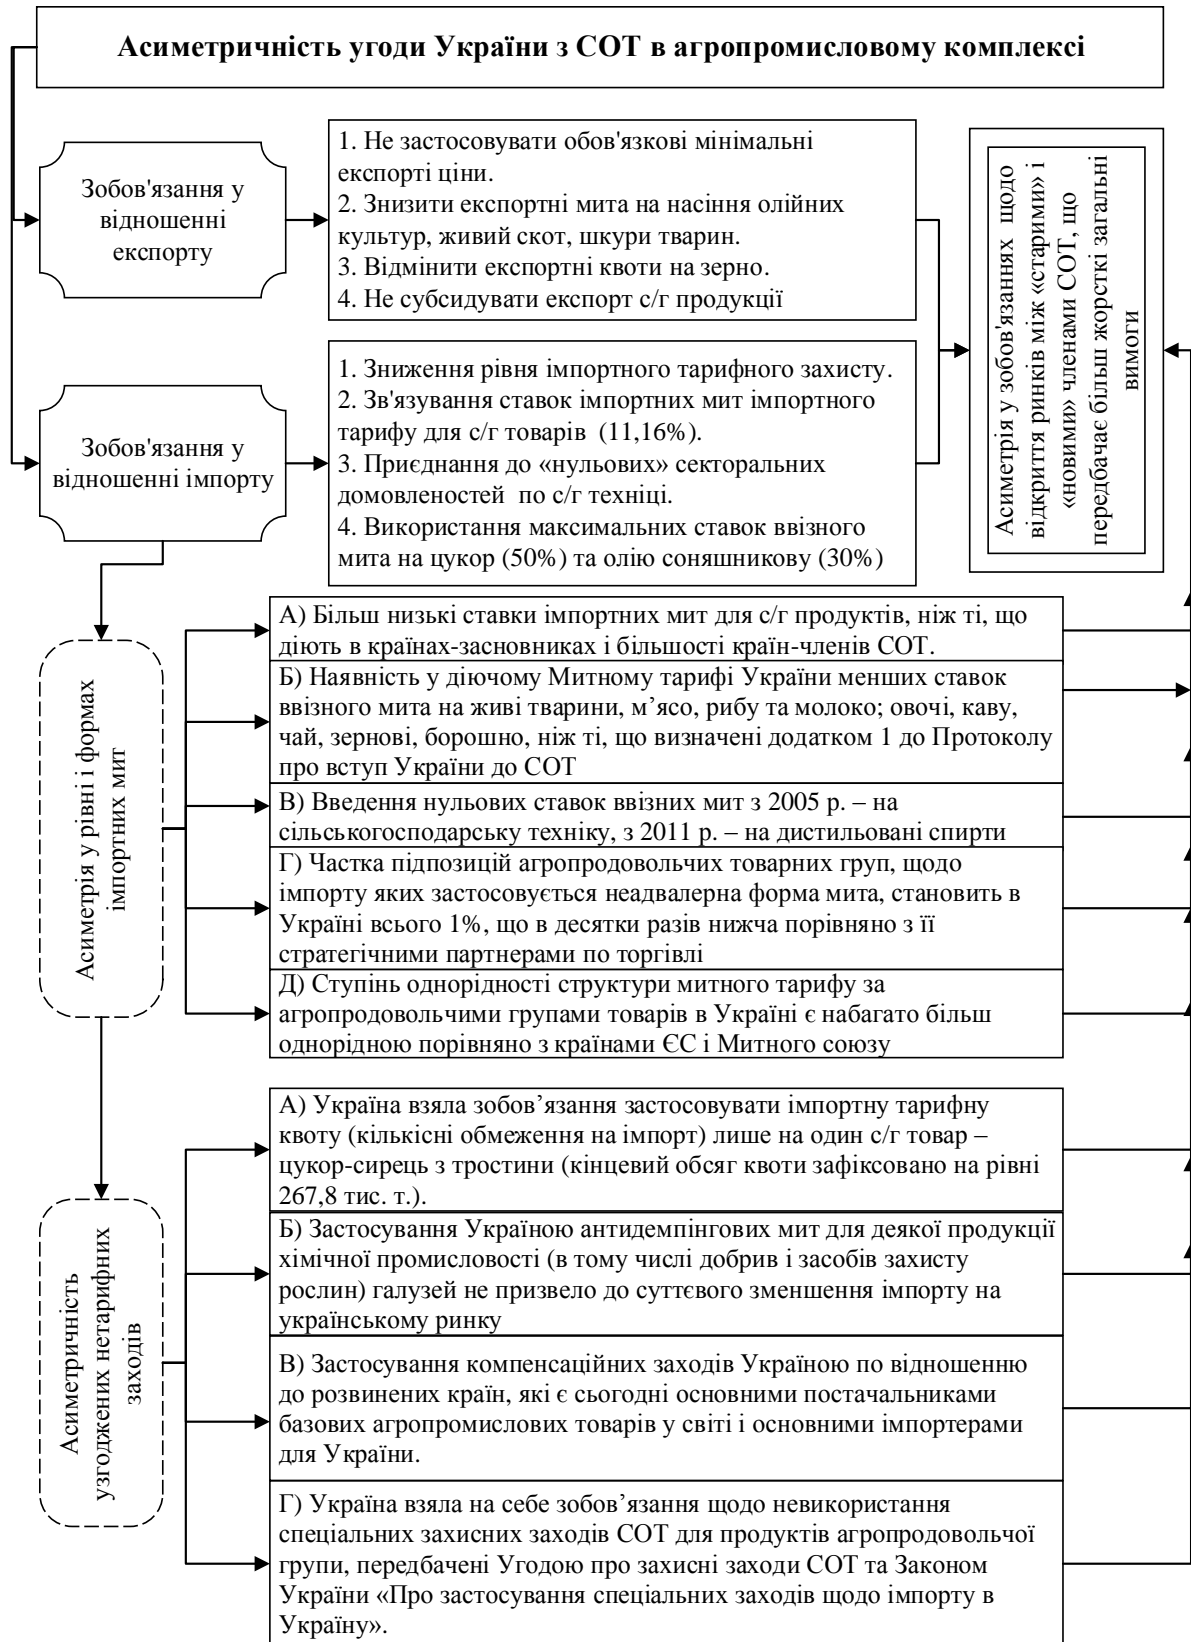 Асиметричність угоди України з СОТ в агропромисловому комплексі
Зобов'язання у
відношенні
експорту
1. Не застосовувати обов'язкові мінімальні
експорті ціни.
2. Знизити експортні мита на насіння олійних
культур, живий скот, шкури тварин.
3. Відмінити експортні квоти на зерно.
4. Не субсидувати експорт с/г продукції
Зобов'язання у
відношенні імпорту
1. Зниження рівня імпортного тарифного захисту.
2. Зв'язування ставок імпортних мит імпортного
тарифу для с/г товарів (11,16%).
3. Приєднання до «нульових» секторальних
домовленостей по с/г техніці.
4. Використання максимальних ставок ввізного
мита на цукор (50%) та олію соняшникову (30%)
Асиметрія у зобов'язаннях щодо
відкриття ринків між «старими» і
«новими» членами СОТ, що
передбачає більш жорсткі загальні
вимоги
Асиметрія у рівні і формах
імпортних мит
А) Більш низькі ставки імпортних мит для с/г продуктів, ніж ті, що
діють в країнах-засновниках і більшості країн-членів СОТ.
Б) Наявність у діючому Митному тарифі України менших ставок
ввізного мита на живі тварини, м’ясо, рибу та молоко; овочі, каву,
чай, зернові, борошно, ніж ті, що визначені додатком 1 до Протоколу
про вступ України до СОТ
В) Введення нульових ставок ввізних мит з 2005 р. – на
сільськогосподарську техніку, з 2011 р. – на дистильовані спирти
Г) Частка підпозицій агропродовольчих товарних груп, щодо
імпорту яких застосовується неадвалерна форма мита, становить в
Україні всього 1%, що в десятки разів нижча порівняно з її
стратегічними партнерами по торгівлі
Д) Ступінь однорідності структури митного тарифу за
агропродовольчими групами товарів в Україні є набагато більш
однорідною порівняно з країнами ЄС і Митного союзу
Асиметричність
узгоджених нетарифних
заходів
А) Україна взяла зобов’язання застосовувати імпортну тарифну
квоту (кількісні обмеження на імпорт) лише на один с/г товар –
цукор-сирець з тростини (кінцевий обсяг квоти зафіксовано на рівні
267,8 тис. т.).
Б) Застосування Україною антидемпінгових мит для деякої продукції
хімічної промисловості (в тому числі добрив і засобів захисту
рослин) галузей не призвело до суттєвого зменшення імпорту на
українському ринку
В) Застосування компенсаційних заходів Україною по відношенню
до розвинених країн, які є сьогодні основними постачальниками
базових агропромислових товарів у світі і основними імпортерами
для України.
Г) Україна взяла на себе зобов’язання щодо невикористання
спеціальних захисних заходів СОТ для продуктів агропродовольчої
групи, передбачені Угодою про захисні заходи СОТ та Законом
України «Про застосування спеціальних заходів щодо імпорту в
Україну».